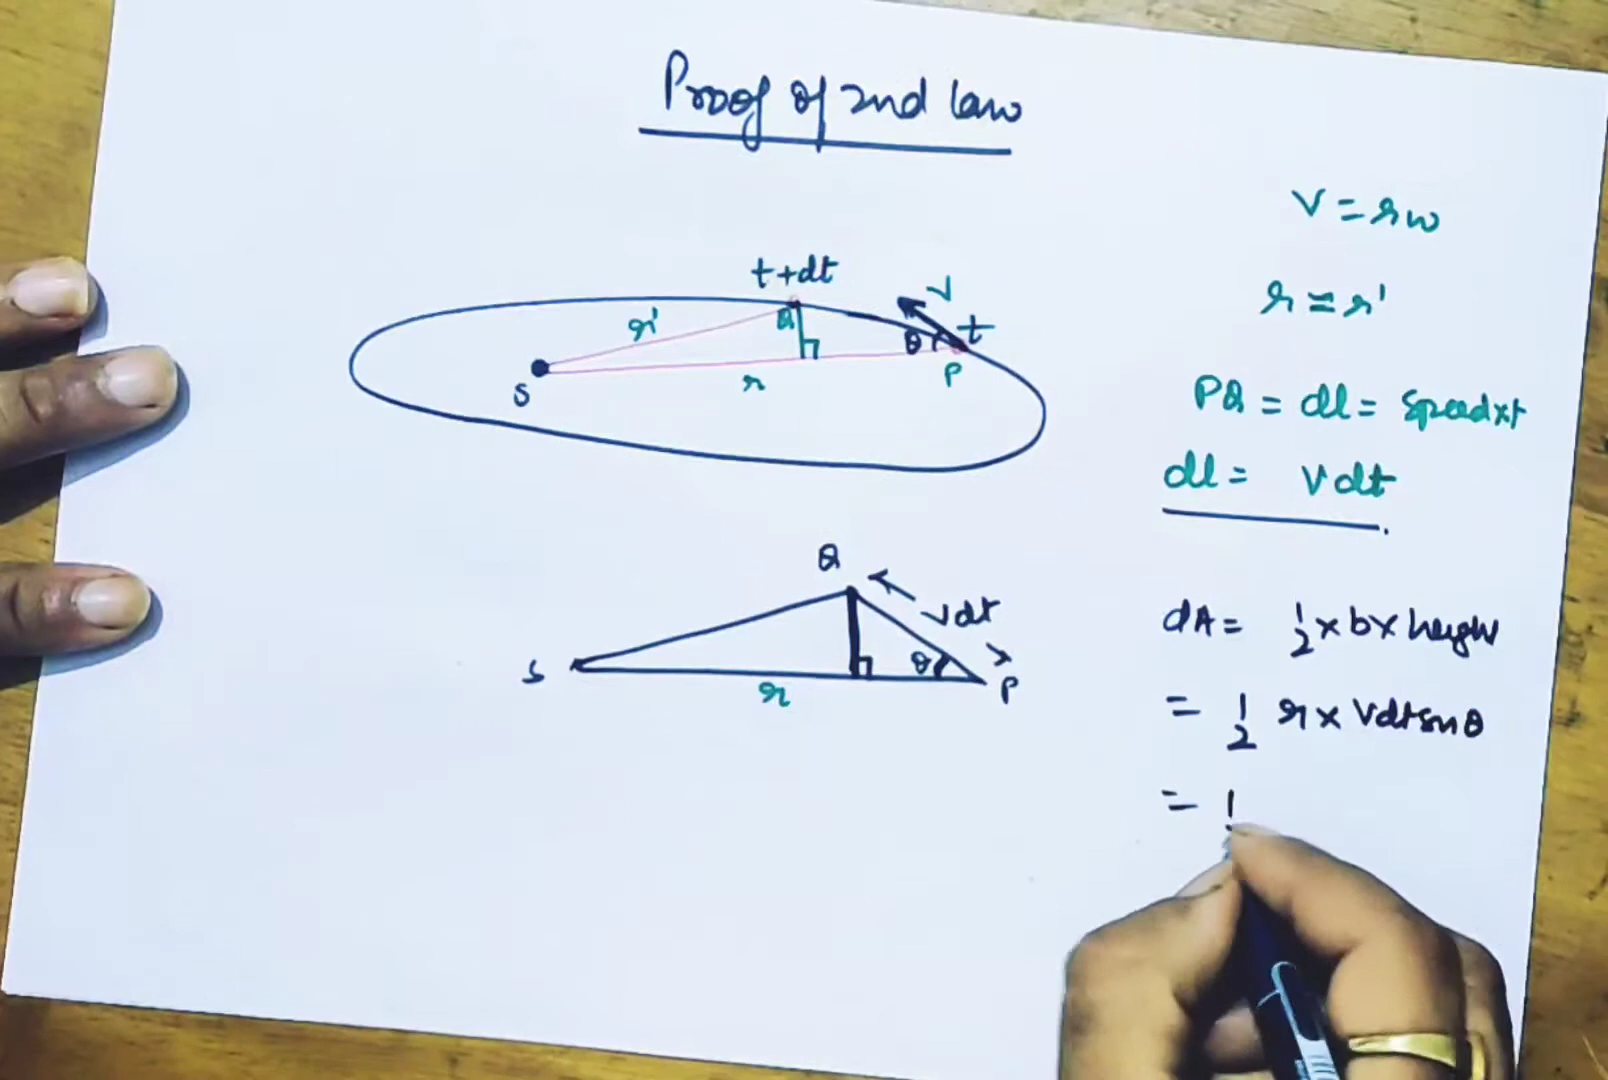 Proof of 2nd law
V = rω
t+dt
V
r = r'
r'
Q
θ
t
S
r
P
PQ = dl = Speed×t
dl = Vdt
Q
Vdt
dA = 1/2 × b × height
S
θ
P
r
= 1/2 r × Vdt sinθ
= 1